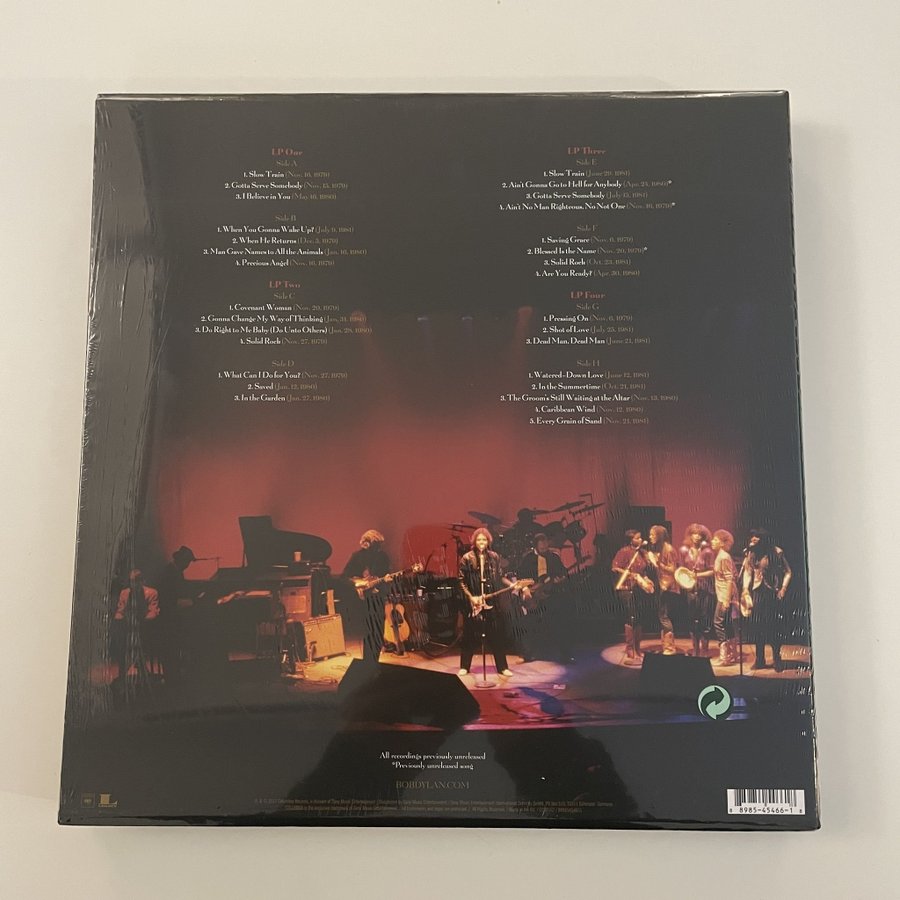 LP One
Side A
1. Slow Train (Nov. 16, 1979)
2. Gotta Serve Somebody (Nov. 15, 1979)
3. I Believe in You (May 16, 1980)
Side B
1. When You Gonna Wake Up? (July 9, 1981)
2. When He Returns (Dec. 5, 1979)
3. Man Gave Names to All the Animals (Jan. 16, 1980)
4. Precious Angel (Nov. 16, 1979)
LP Two
Side C
1. Covenant Woman (Nov. 20, 1979)
2. Gonna Change My Way of Thinking (Jan. 31, 1980)
3. Do Right to Me Baby (Do Unto Others) (Jan. 28, 1980)
4. Solid Rock (Nov. 27, 1979)
Side D
1. What Can I Do for You? (Nov. 27, 1979)
2. Saved (Jan. 12, 1980)
3. In the Garden (Jan. 27, 1980)
LP Three
Side E
1. Slow Train (June 29, 1981)
2. Ain't Gonna Go to Hell for Anybody (Apr. 24, 1980)*
3. Gotta Serve Somebody (July 15, 1981)
4. Ain't No Man Righteous, No Not One (Nov. 16, 1979)*
Side F
1. Saving Grace (Nov. 6, 1979)
2. Blessed Is the Name (Nov. 20, 1979)*
3. Solid Rock (Oct. 23, 1981)
4. Are You Ready? (Apr. 30, 1980)
LP Four
Side G
1. Pressing On (Nov. 6, 1979)
2. Shot of Love (July 25, 1981)
3. Dead Man, Dead Man (June 21, 1981)
Side H
1. Watered-Down Love (June 12, 1981)
2. In the Summertime (Oct. 21, 1981)
3. The Groom's Still Waiting at the Altar (Nov. 13, 1980)
4. Caribbean Wind (Nov. 12, 1980)
5. Every Grain of Sand (Nov. 21, 1981)
All recordings previously unreleased
*Previously unreleased song
BOBDYLAN.COM
8 8985-45466-1 8